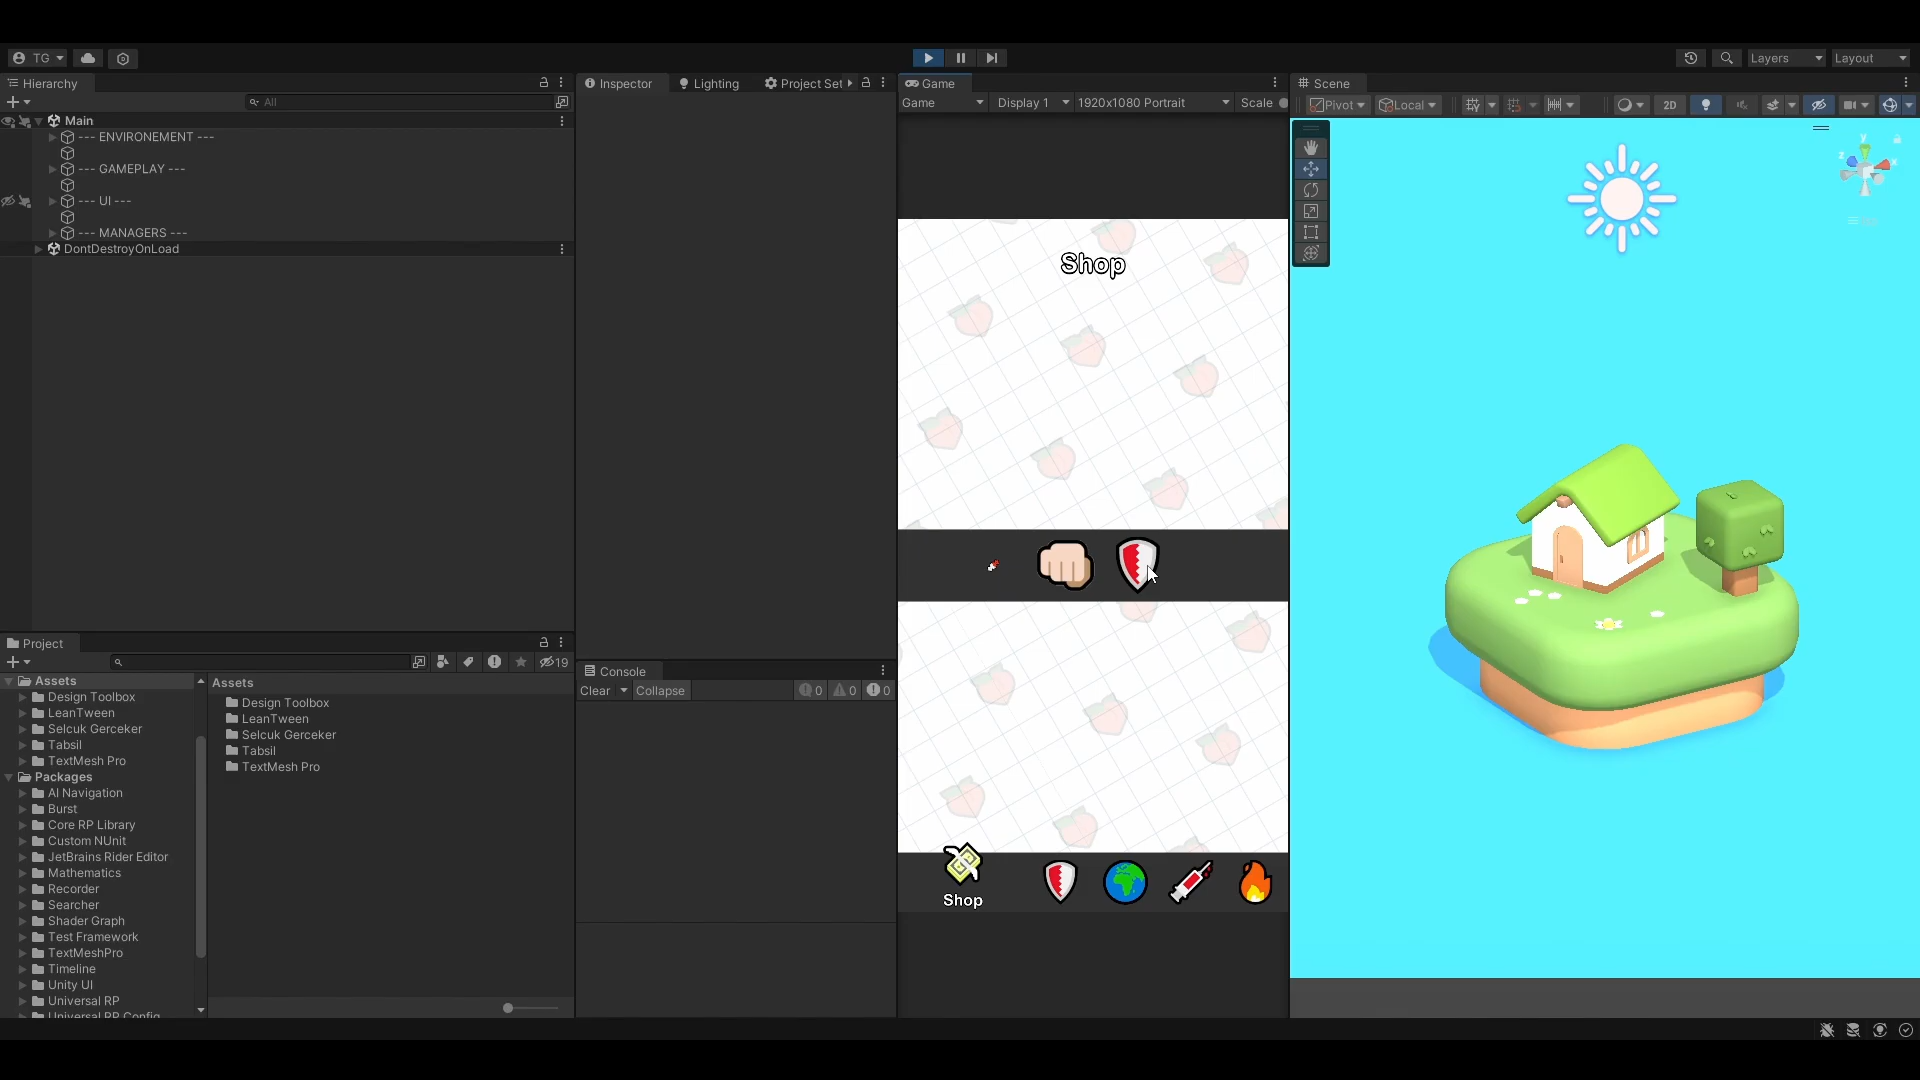 TG
Layers
Layout
Hierarchy
Inspector
Lighting
Project Set
Game
Scene
All
Game
Display 1
1920x1080 Portrait
Scale
Pivot
Local
2D
Main
--- ENVIRONEMENT ---
--- GAMEPLAY ---
--- UI ---
--- MANAGERS ---
DontDestroyOnLoad
y
z
x
Shop
Project
19
Assets
Design Toolbox
LeanTween
Selcuk Gerceker
Tabsil
TextMesh Pro
Packages
AI Navigation
Burst
Core RP Library
Custom NUnit
JetBrains Rider Editor
Mathematics
Recorder
Searcher
Shader Graph
Test Framework
TextMeshPro
Timeline
Unity UI
Universal RP
Universal RP Config
Assets
Design Toolbox
LeanTween
Selcuk Gerceker
Tabsil
TextMesh Pro
Console
Clear
Collapse
0
0
0
Shop